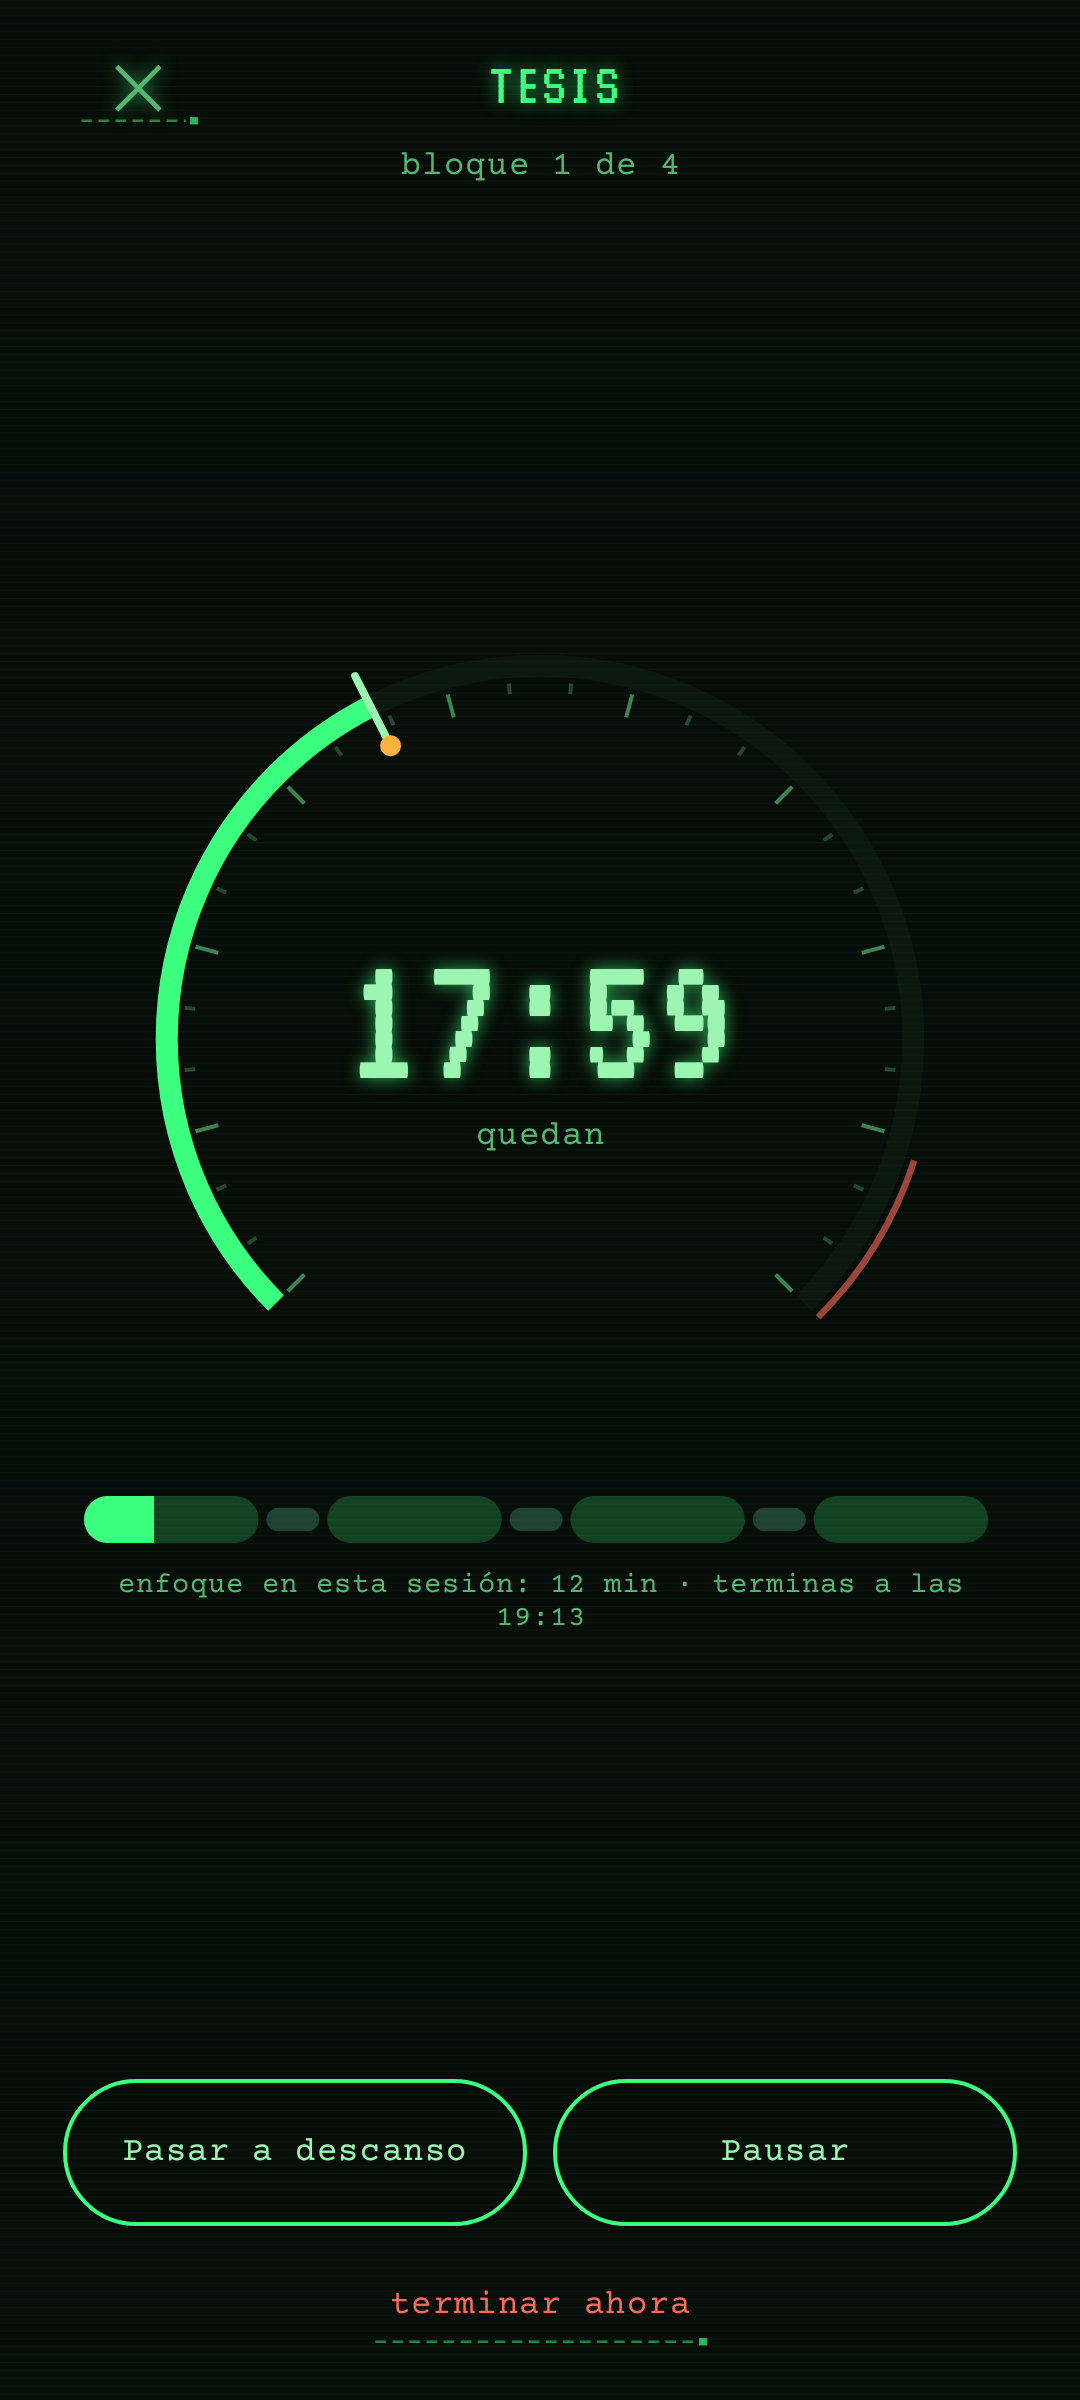 TESIS
bloque 1 de 4
17:59
quedan
enfoque en esta sesión: 12 min · terminas a las
19:13
Pasar a descanso
Pausar
terminar ahora